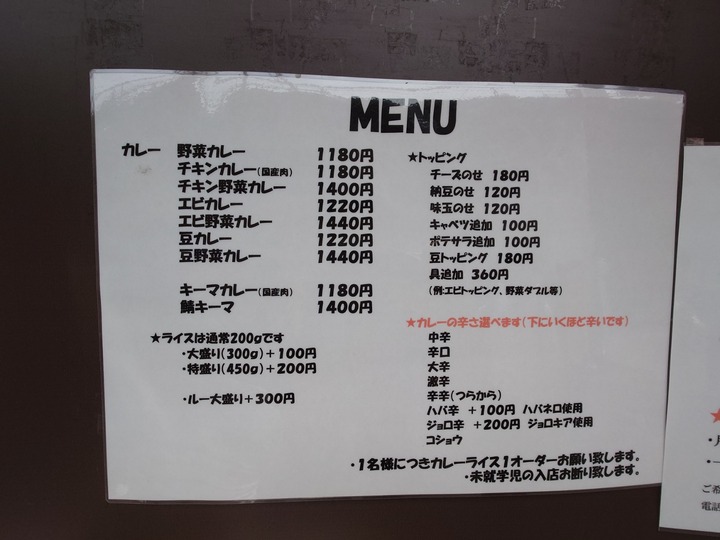 MENU
カレー 野菜カレー 1180円
チキンカレー(国産肉) 1180円
チキン野菜カレー 1400円
エビカレー 1220円
エビ野菜カレー 1440円
豆カレー 1220円
豆野菜カレー 1440円
キーマカレー(国産肉) 1180円
鯖キーマ 1400円
★ライスは通常200gです
・大盛り(300g)+100円
・特盛り(450g)+200円
・ルー大盛り+300円
★トッピング
チーズのせ 180円
納豆のせ 120円
味玉のせ 120円
キャベツ追加 100円
ポテサラ追加 100円
豆トッピング 180円
具追加 360円
(例:エビトッピング、野菜ダブル等)
★カレーの辛さ選べます(下にいくほど辛いです)
中辛
辛口
大辛
激辛
辛辛(つらから)
ハバ辛 +100円 ハバネロ使用
ジョロ辛 +200円 ジョロキア使用
コショウ
・1名様につきカレーライス1オーダーお願い致します。
・未就学児の入店お断り致します。
★
ご希
電話